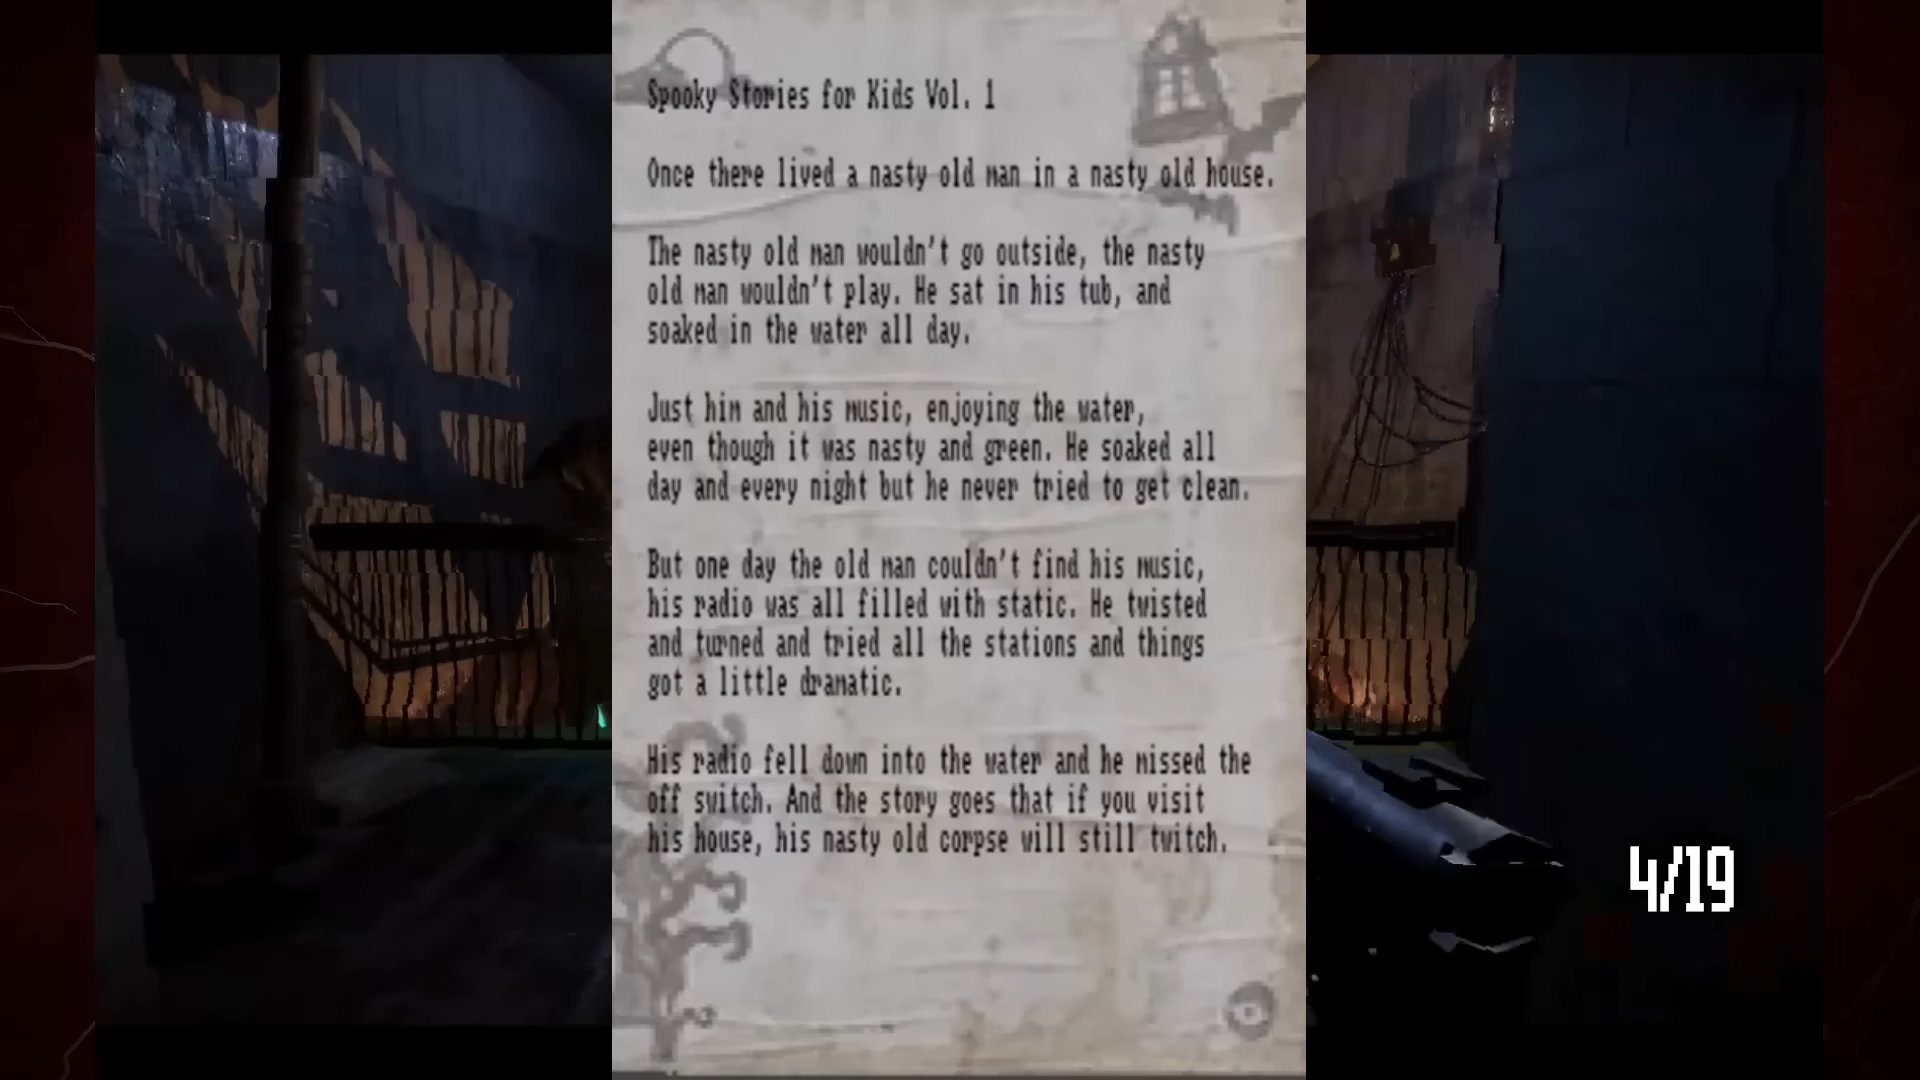 Spooky Stories for Kids Vol. 1
Once there lived a nasty old man in a nasty old house.
The nasty old man wouldn't go outside, the nasty
old man wouldn't play. He sat in his tub, and
soaked in the water all day.
Just him and his music, enjoying the water,
even though it was nasty and green. He soaked all
day and every night but he never tried to get clean.
But one day the old man couldn't find his music,
his radio was all filled with static. He twisted
and turned and tried all the stations and things
got a little dramatic.
His radio fell down into the water and he missed the
off switch. And the story goes that if you visit
his house, his nasty old corpse will still twitch.
4/19